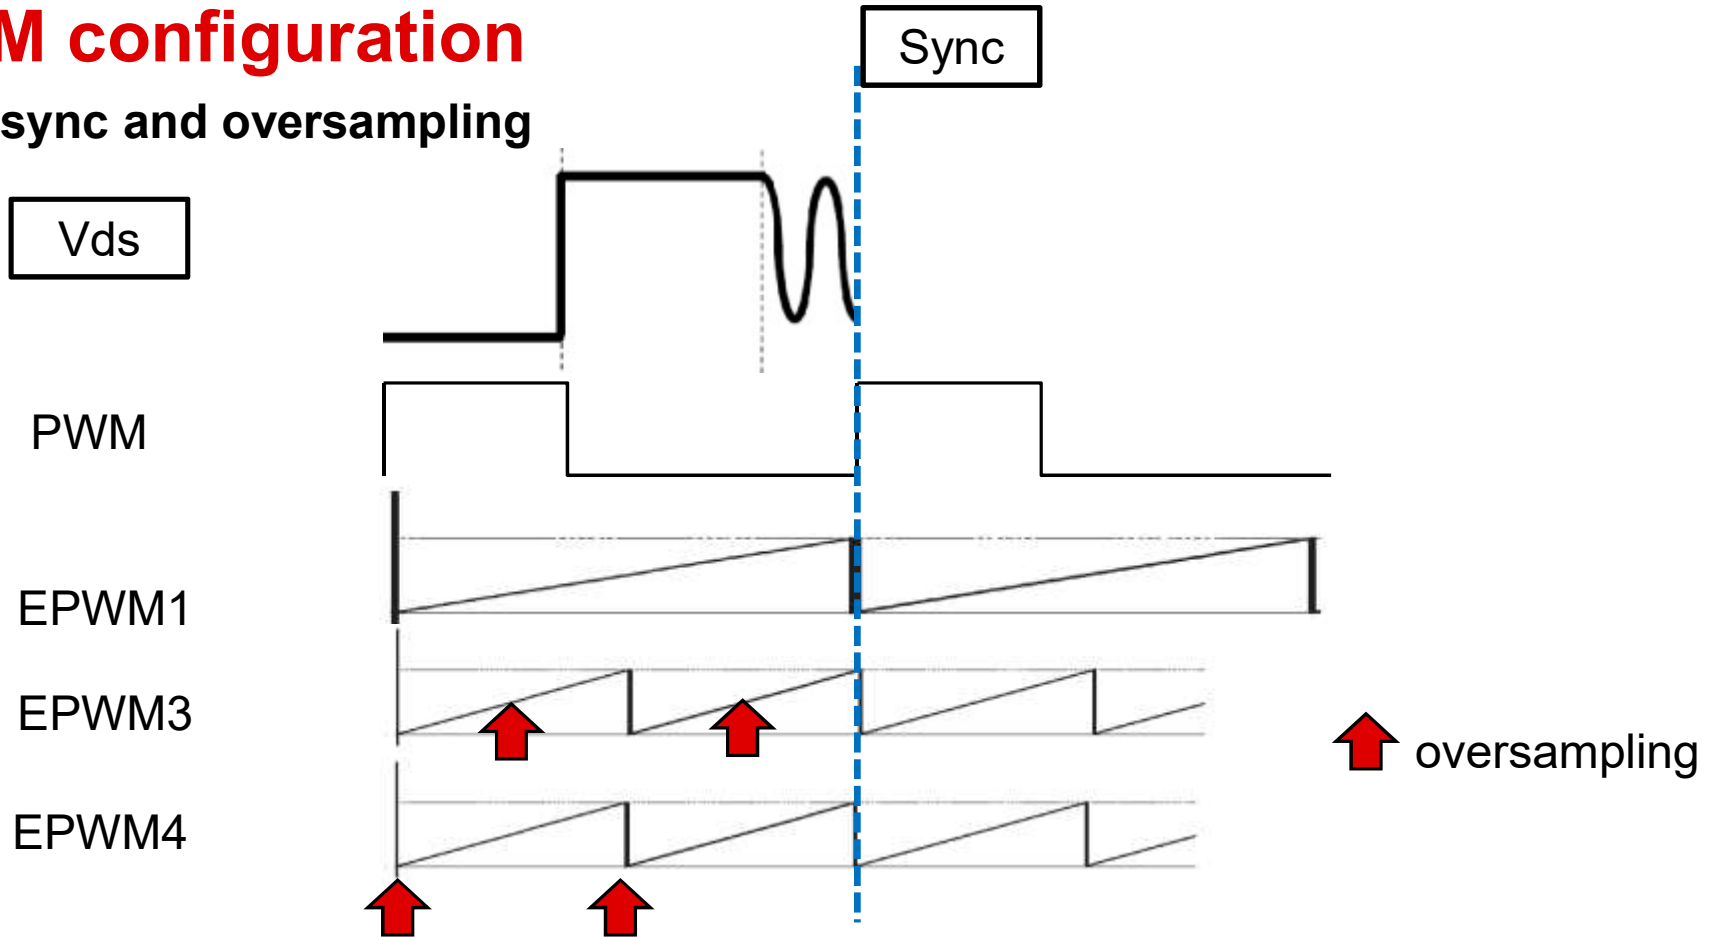 M configuration
Sync
sync and oversampling
Vds
PWM
EPWM1
EPWM3
oversampling
EPWM4